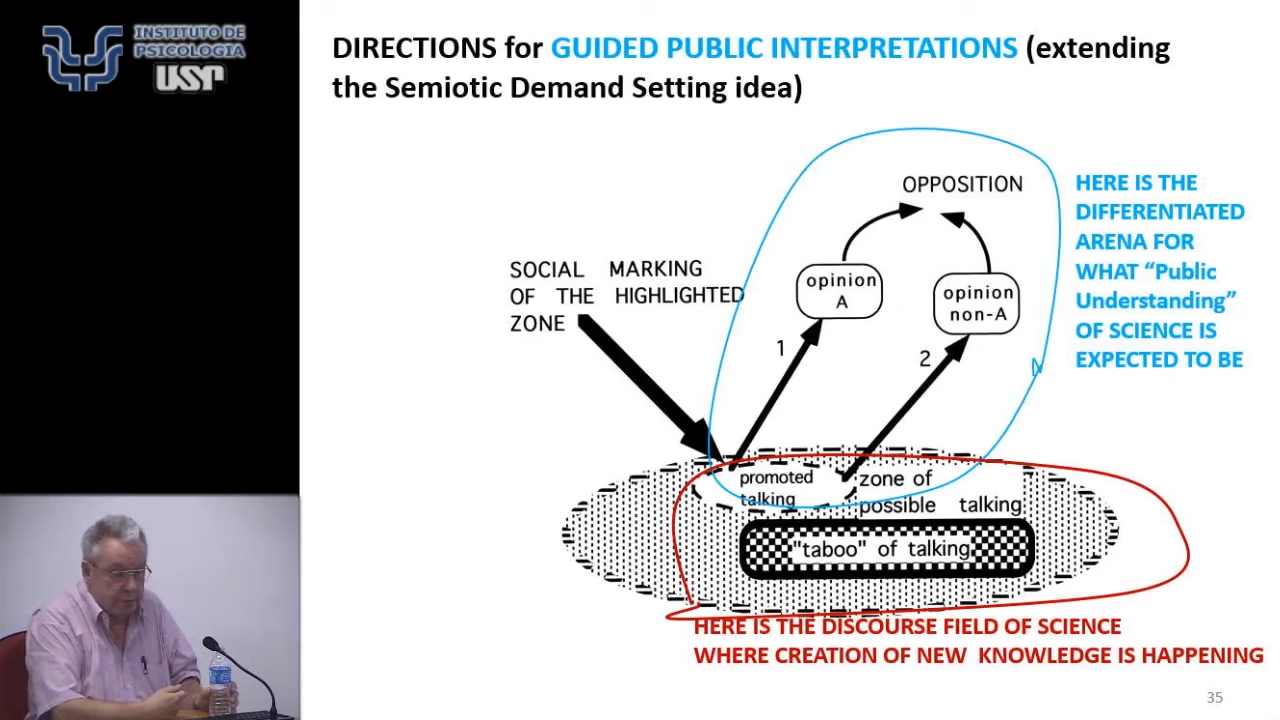 INSTITUTO DE
PSICOLOGIA
USP
DIRECTIONS for GUIDED PUBLIC INTERPRETATIONS (extending
the Semiotic Demand Setting idea)
OPPOSITION
HERE IS THE
DIFFERENTIATED
ARENA FOR
WHAT “Public
Understanding”
OF SCIENCE IS
EXPECTED TO BE
SOCIAL MARKING
OF THE HIGHLIGHTED
ZONE
opinion
A
opinion
non-A
1
2
promoted
talking
zone of
possible talking
"taboo" of talking
HERE IS THE DISCOURSE FIELD OF SCIENCE
WHERE CREATION OF NEW KNOWLEDGE IS HAPPENING
35